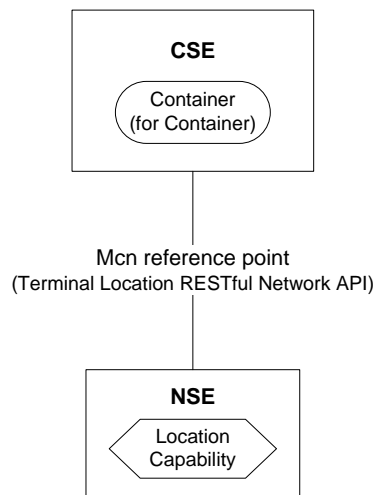 CSE
Container
(for Container)
Mcn reference point
(Terminal Location RESTful Network API)
NSE
Location
Capability